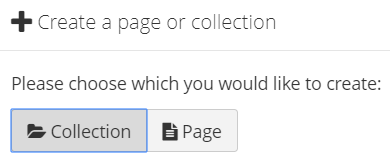 Create a page or collection
Please choose which you would like to create:
Collection Page